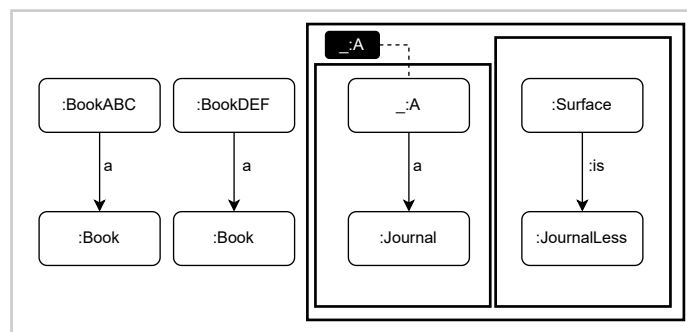 _:A
:BookABC :BookDEF _:A :Surface
a a a :is
:Book :Book :Journal :JournalLess